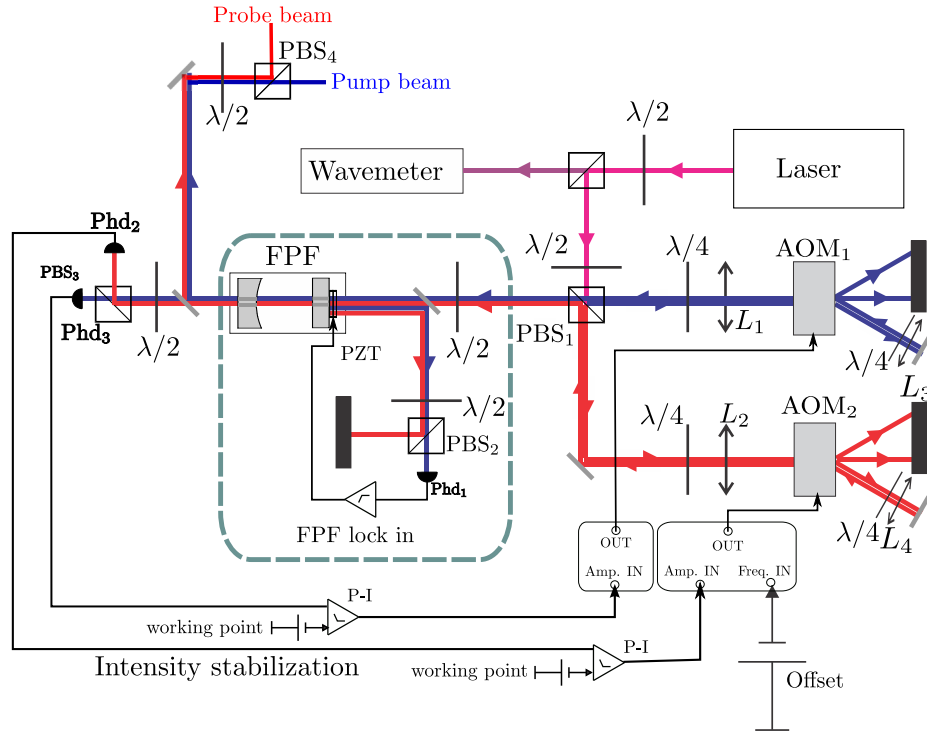 Probe beam
PBS₄
Pump beam
λ/2
λ/2
Wavemeter
Laser
Phd₂
λ/2
FPF
λ/4
AOM₁
PBS₃
Phd₃
λ/2
PZT
λ/2
PBS₁
L₁
λ/4
L₃
λ/2
λ/4
L₂
AOM₂
PBS₂
Phd₁
FPF lock in
λ/4
L₄
OUT
OUT
Amp. IN
Amp. IN
Freq. IN
P-I
working point
P-I
Intensity stabilization
working point
Offset